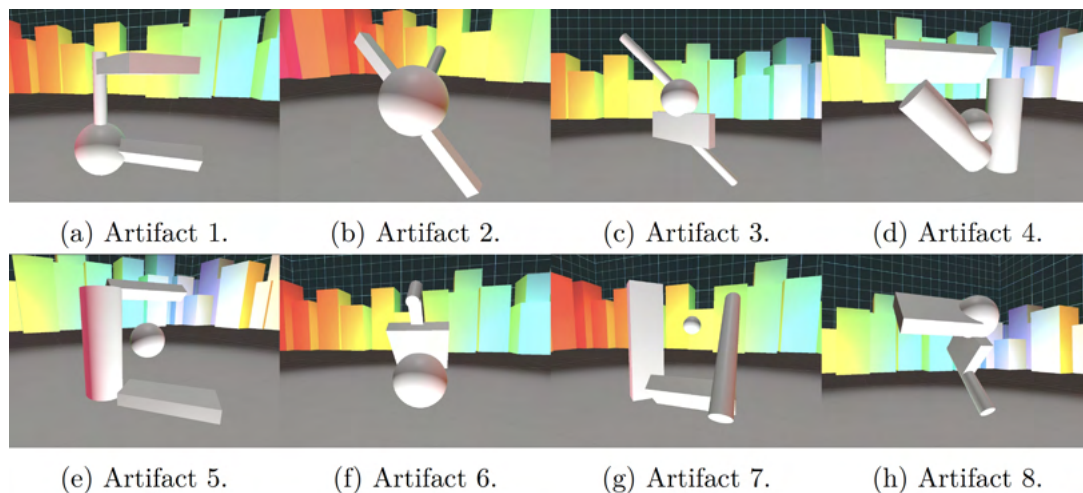 (a) Artifact 1.
(b) Artifact 2.
(c) Artifact 3.
(d) Artifact 4.
(e) Artifact 5.
(f) Artifact 6.
(g) Artifact 7.
(h) Artifact 8.